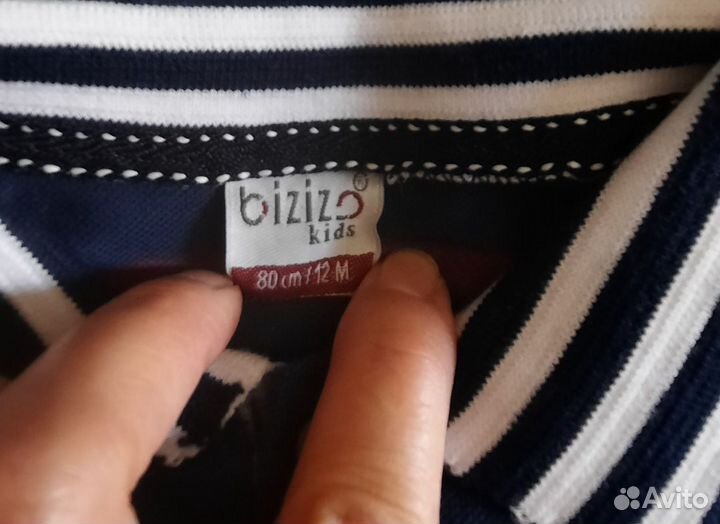 bizizo®
kids
80 cm / 12 M
Avito